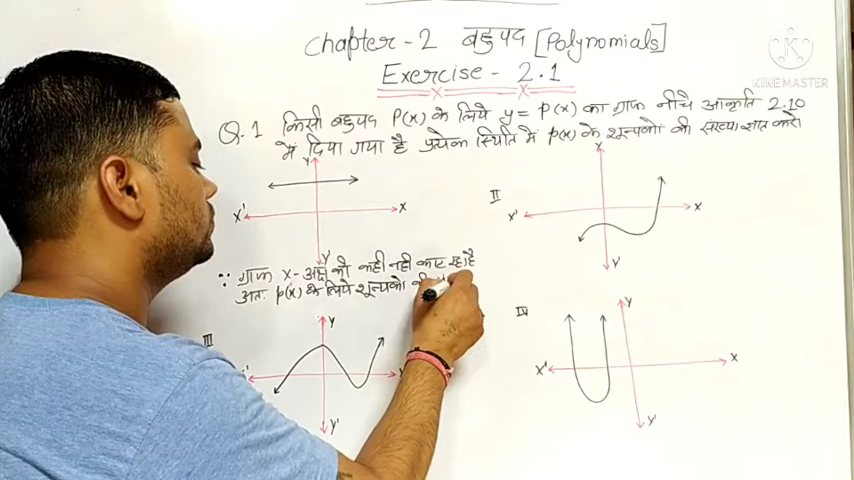 Chapter - 2 बहुपद [Polynomials]
Exercise - 2.1
KINEMASTER
Q. 1 किसी बहुपद P(x) के लिये y = p(x) का ग्राफ नीचे आकृति 2.10
में दिया गया है प्रत्येक स्थिति में p(x) के शून्यको की संख्या ज्ञात करो
Y
X' X
Y'
II
Y
X' X
Y'
∵ ग्राफ X- अक्ष को कही नही काट रहा है
अतः p(x) के लिये शून्यको की
III
Y
Y'
IV
Y
X' X
Y'